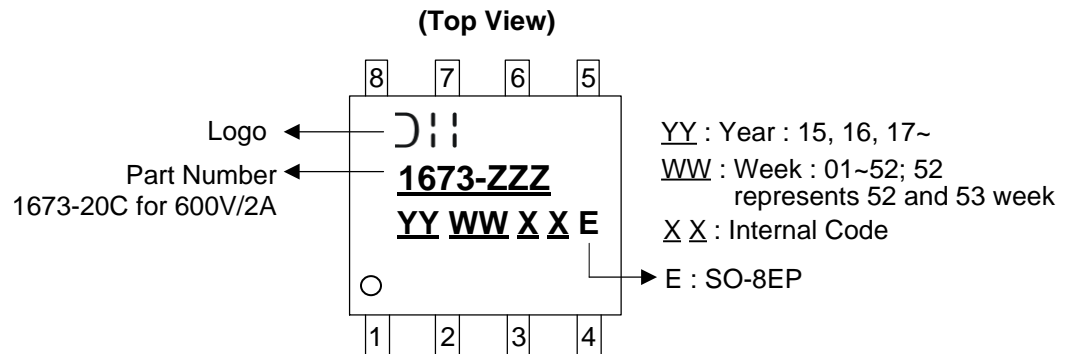 (Top View)
8 7 6 5
Logo
Part Number
1673-20C for 600V/2A
1673-ZZZ
YY WW X X E
YY : Year : 15, 16, 17~
WW : Week : 01~52; 52
represents 52 and 53 week
X X : Internal Code
E : SO-8EP
1 2 3 4